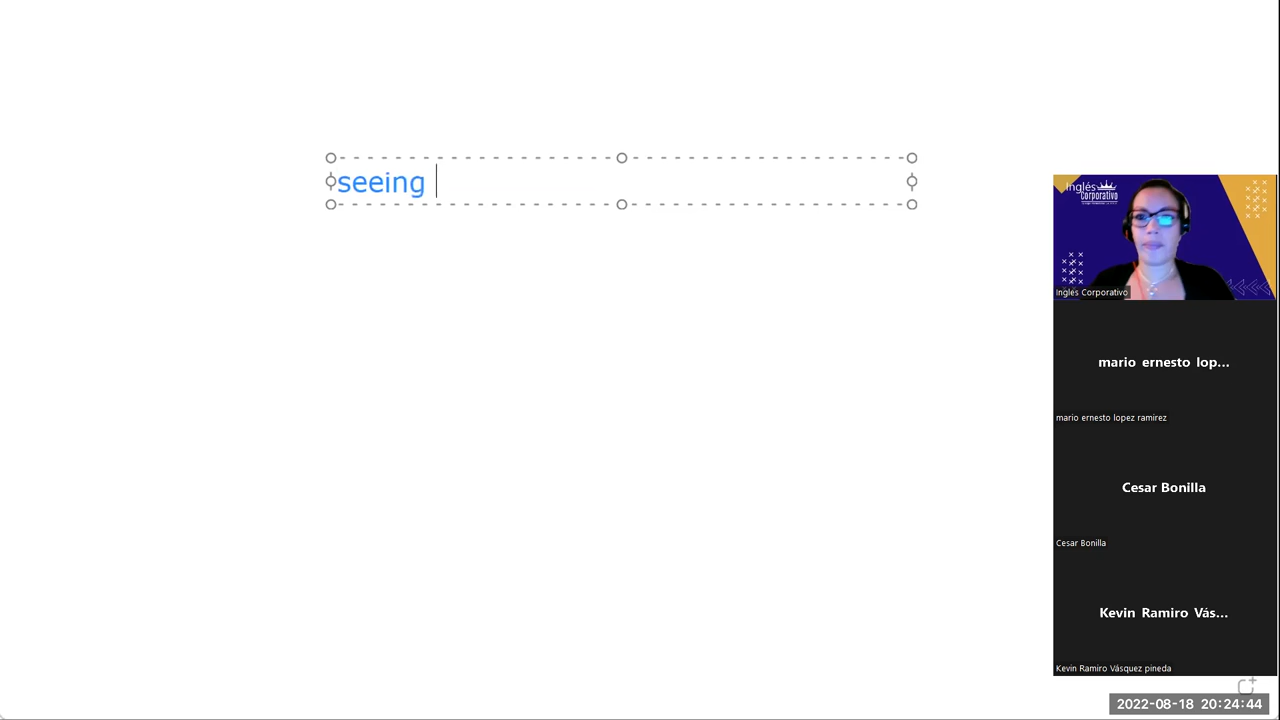 seeing
Inglés
Corporativo
Inglés Corporativo
mario ernesto lop...
mario ernesto lopez ramirez
Cesar Bonilla
Cesar Bonilla
Kevin Ramiro Vás...
Kevin Ramiro Vásquez pineda
2022-08-18 20:24:44